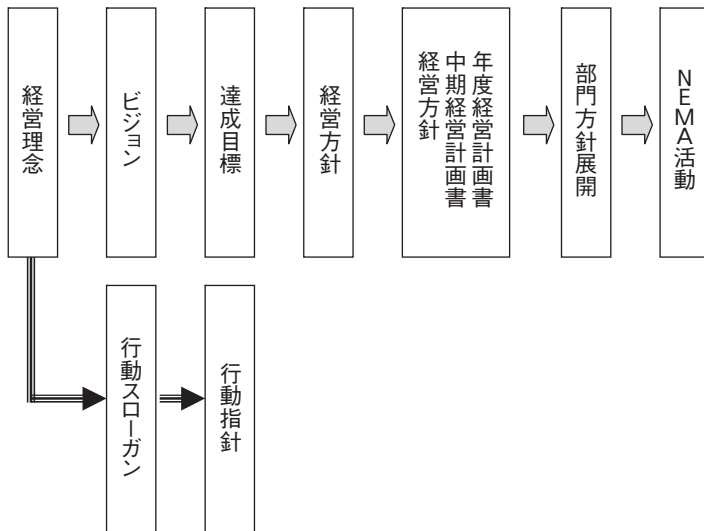 経営理念
ビジョン
達成目標
経営方針
年度経営計画書
中期経営計画書
経営方針
部門方針展開
NEMA活動
行動スローガン
行動指針